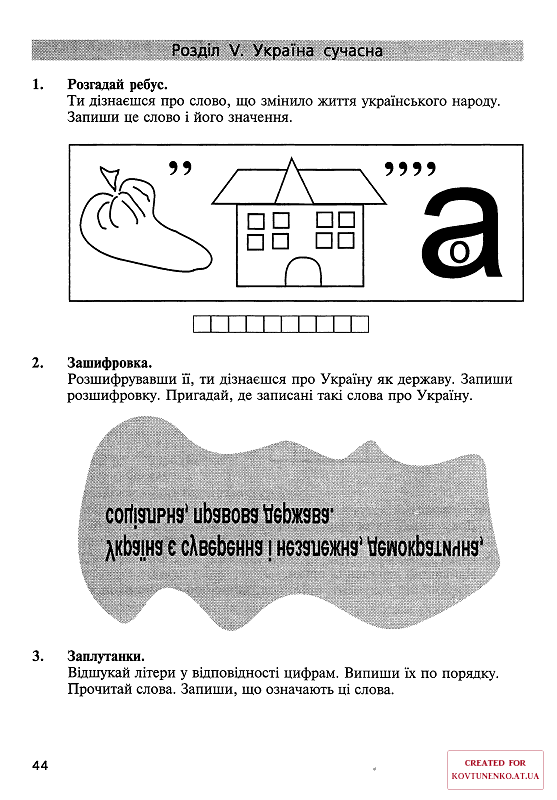 Розділ V. Україна сучасна
1. Розгадай ребус.
Ти дізнаєшся про слово, що змінило життя українського народу.
Запиши це слово і його значення.
,, ,,,,
а
о
2. Зашифровка.
Розшифрувавши її, ти дізнаєшся про Україну як державу. Запиши
розшифровку. Пригадай, де записані такі слова про Україну.
Україна є суверенна і незалежна, демократична,
соціальна, правова держава.
3. Заплутанки.
Відшукай літери у відповідності цифрам. Випиши їх по порядку.
Прочитай слова. Запиши, що означають ці слова.
44
CREATED FOR
KOVTUNENKO.AT.UA